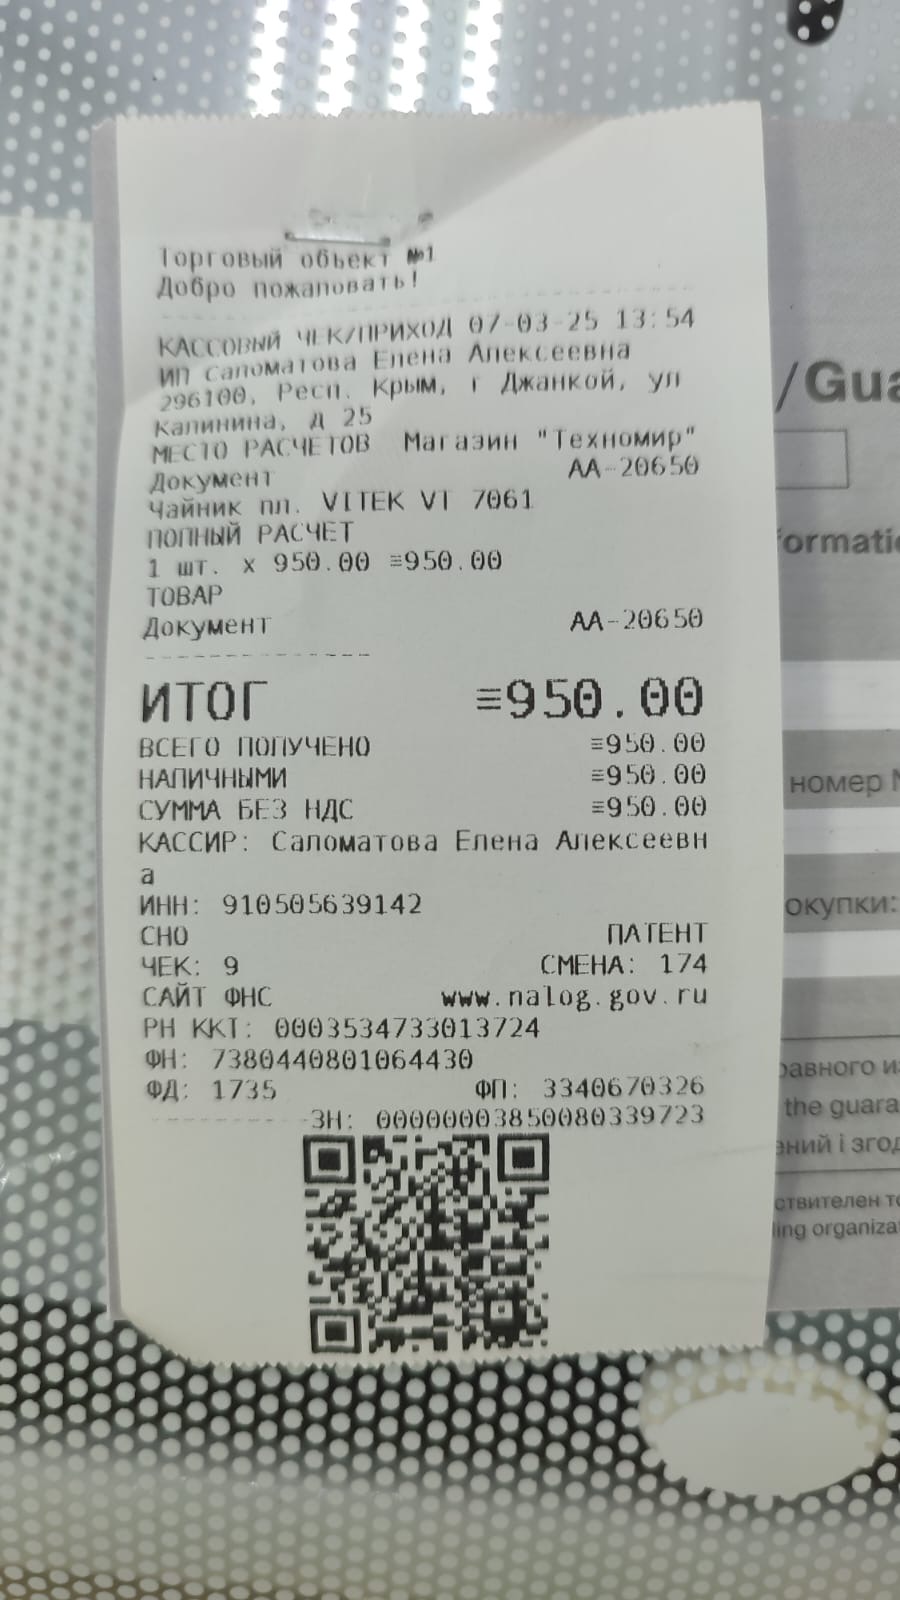 Торговый объект №1
Добро пожаловать!
КАССОВЫЙ ЧЕК/ПРИХОД 07-03-25 13:54
ИП Саломатова Елена Алексеевна
296100, Респ. Крым, г Джанкой, ул
Калинина, д 25
МЕСТО РАСЧЕТОВ Магазин "Техномир"
Документ АА-20650
Чайник пл. VITEK VT 7061
ПОЛНЫЙ РАСЧЕТ
1 шт. x 950.00 ≡950.00
ТОВАР
Документ АА-20650
ИТОГ ≡950.00
ВСЕГО ПОЛУЧЕНО ≡950.00
НАЛИЧНЫМИ ≡950.00
СУММА БЕЗ НДС ≡950.00
КАССИР: Саломатова Елена Алексеевн
а
ИНН: 910505639142
СНО ПАТЕНТ
ЧЕК: 9 СМЕНА: 174
САЙТ ФНС www.nalog.gov.ru
РН ККТ: 0003534733013724
ФН: 7380440801064430
ФД: 1735 ФП: 3340670326
ЗН: 00000003850080339723
/Gua
formati
номер N
окупки:
the guara
ений і згод
ствителен
ling organiza